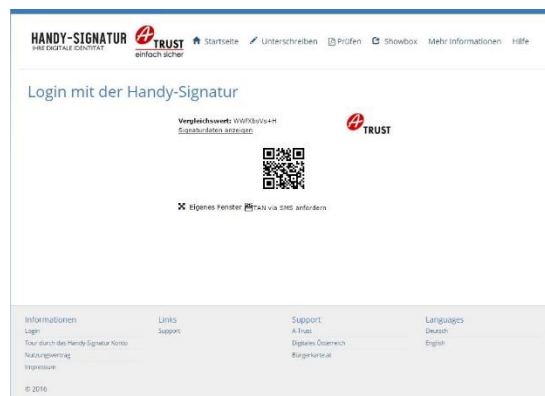 HANDY-SIGNATUR
IHRE DIGITALE IDENTITÄT
A TRUST
einfach sicher
Startseite Unterschreiben Prüfen Showbox Mehr Informationen Hilfe
Login mit der Handy-Signatur
Vergleichswert:
Signaturdaten anzeigen
A TRUST
Eigenes Fenster TAN via SMS anfordern
Informationen Links Support Languages
Login Support A-Trust Deutsch
Tour durch das Handy-Signatur Konto Digitales Österreich English
Nutzungsvertrag Bürgerkarte.at
Impressum
© 2016